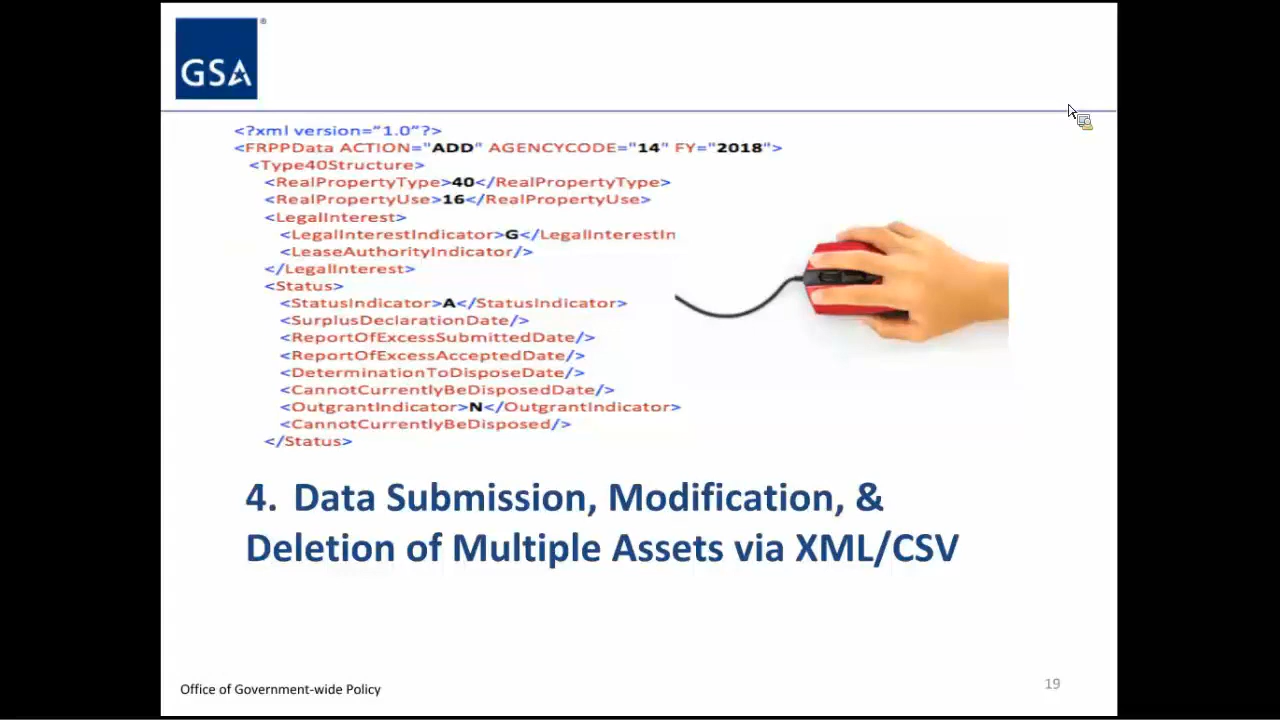 GSA
®
<?xml version="1.0"?>
<FRPPData ACTION="ADD" AGENCYCODE="14" FY="2018">
<Type40Structure>
<RealPropertyType>40</RealPropertyType>
<RealPropertyUse>16</RealPropertyUse>
<LegalInterest>
<LegalInterestIndicator>G</LegalInterestIn
<LeaseAuthorityIndicator/>
</LegalInterest>
<Status>
<StatusIndicator>A</StatusIndicator>
<SurplusDeclarationDate/>
<ReportOfExcessSubmittedDate/>
<ReportOfExcessAcceptedDate/>
<DeterminationToDisposeDate/>
<CannotCurrentlyBeDisposedDate/>
<OutgrantIndicator>N</OutgrantIndicator>
<CannotCurrentlyBeDisposed/>
</Status>
4. Data Submission, Modification, &
Deletion of Multiple Assets via XML/CSV
Office of Government-wide Policy
19